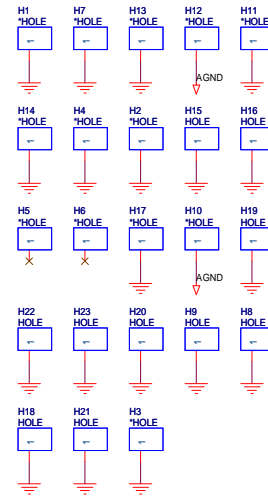 H1 H7 H13 H12 H11
*HOLE *HOLE *HOLE *HOLE *HOLE
AGND
H14 H4 H2 H15 H16
*HOLE *HOLE *HOLE *HOLE *HOLE
H5 H6 H17 H10 H19
*HOLE *HOLE *HOLE *HOLE *HOLE
AGND
H22 H23 H20 H9 H8
HOLE HOLE HOLE HOLE HOLE
H18 H21 H3
HOLE HOLE *HOLE